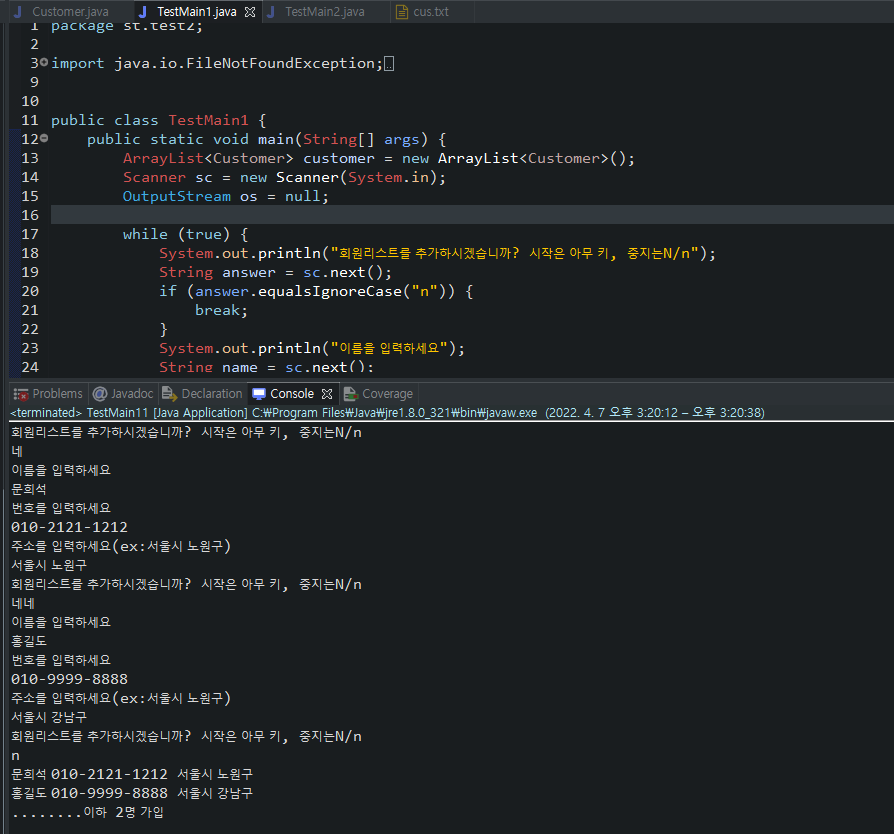 Customer.java TestMain1.java TestMain2.java cus.txt
1 package st.test2;
2
3 import java.io.FileNotFoundException;
9
10
11 public class TestMain1 {
12 public static void main(String[] args) {
13 ArrayList<Customer> customer = new ArrayList<Customer>();
14 Scanner sc = new Scanner(System.in);
15 OutputStream os = null;
16
17 while (true) {
18 System.out.println("회원리스트를 추가하시겠습니까? 시작은 아무 키, 중지는N/n");
19 String answer = sc.next();
20 if (answer.equalsIgnoreCase("n")) {
21 break;
22 }
23 System.out.println("이름을 입력하세요");
24 String name = sc.next();
Problems Javadoc Declaration Console Coverage
<terminated> TestMain11 [Java Application] C:₩Program Files₩Java₩jre1.8.0_321₩bin₩javaw.exe (2022. 4. 7 오후 3:20:12 – 오후 3:20:38)
회원리스트를 추가하시겠습니까? 시작은 아무 키, 중지는N/n
네
이름을 입력하세요
문희석
번호를 입력하세요
010-2121-1212
주소를 입력하세요(ex:서울시 노원구)
서울시 노원구
회원리스트를 추가하시겠습니까? 시작은 아무 키, 중지는N/n
네네
이름을 입력하세요
홍길도
번호를 입력하세요
010-9999-8888
주소를 입력하세요(ex:서울시 노원구)
서울시 강남구
회원리스트를 추가하시겠습니까? 시작은 아무 키, 중지는N/n
n
문희석 010-2121-1212 서울시 노원구
홍길도 010-9999-8888 서울시 강남구
........이하 2명 가입